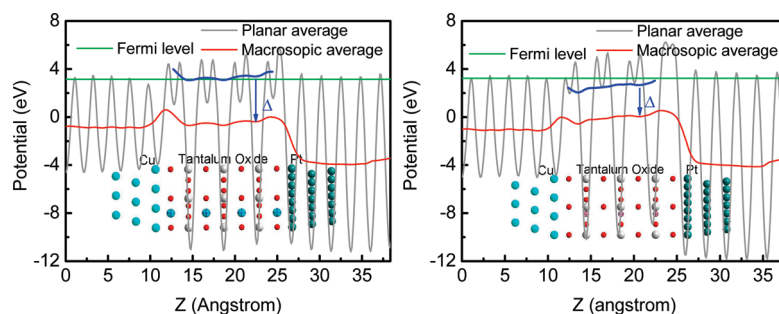 Planar average
Fermi level
Macrosopic average
Potential (eV)
8
4
0
-4
-8
-12
Δ
Cu
Tantalum Oxide
Pt
0
5
10
15
20
25
30
35
Z (Angstrom)
Planar average
Fermi level
Macrosopic average
Potential (eV)
8
4
0
-4
-8
-12
Δ
Cu
Tantalum Oxide
Pt
0
5
10
15
20
25
30
35
Z (angstrom)